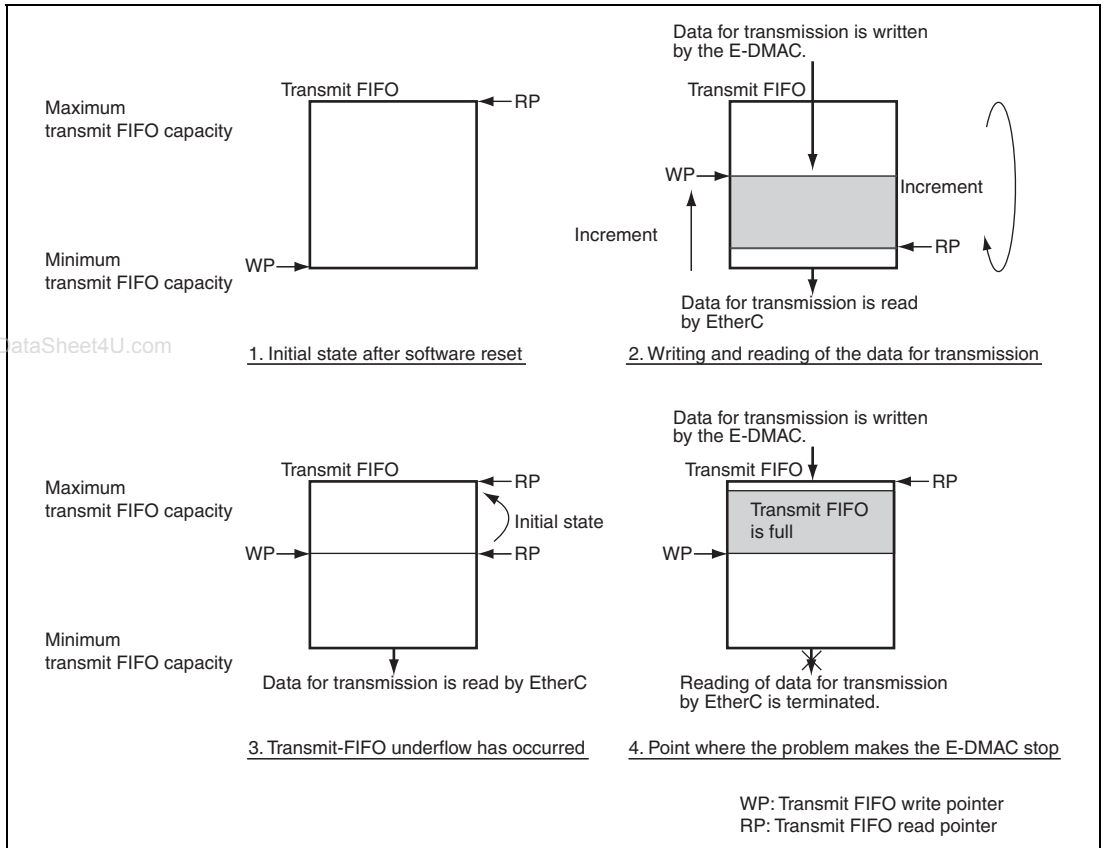 Maximum
transmit FIFO capacity
Transmit FIFO
RP
Minimum
transmit FIFO capacity
WP
1. Initial state after software reset
Data for transmission is written
by the E-DMAC.
Transmit FIFO
WP
Increment
Increment
RP
Data for transmission is read
by EtherC
2. Writing and reading of the data for transmission
DataSheet4U.com
Maximum
transmit FIFO capacity
Transmit FIFO
RP
Initial state
WP
RP
Minimum
transmit FIFO capacity
Data for transmission is read by EtherC
3. Transmit-FIFO underflow has occurred
Data for transmission is written
by the E-DMAC.
Transmit FIFO
RP
Transmit FIFO
is full
WP
Reading of data for transmission
by EtherC is terminated.
4. Point where the problem makes the E-DMAC stop
WP: Transmit FIFO write pointer
RP: Transmit FIFO read pointer